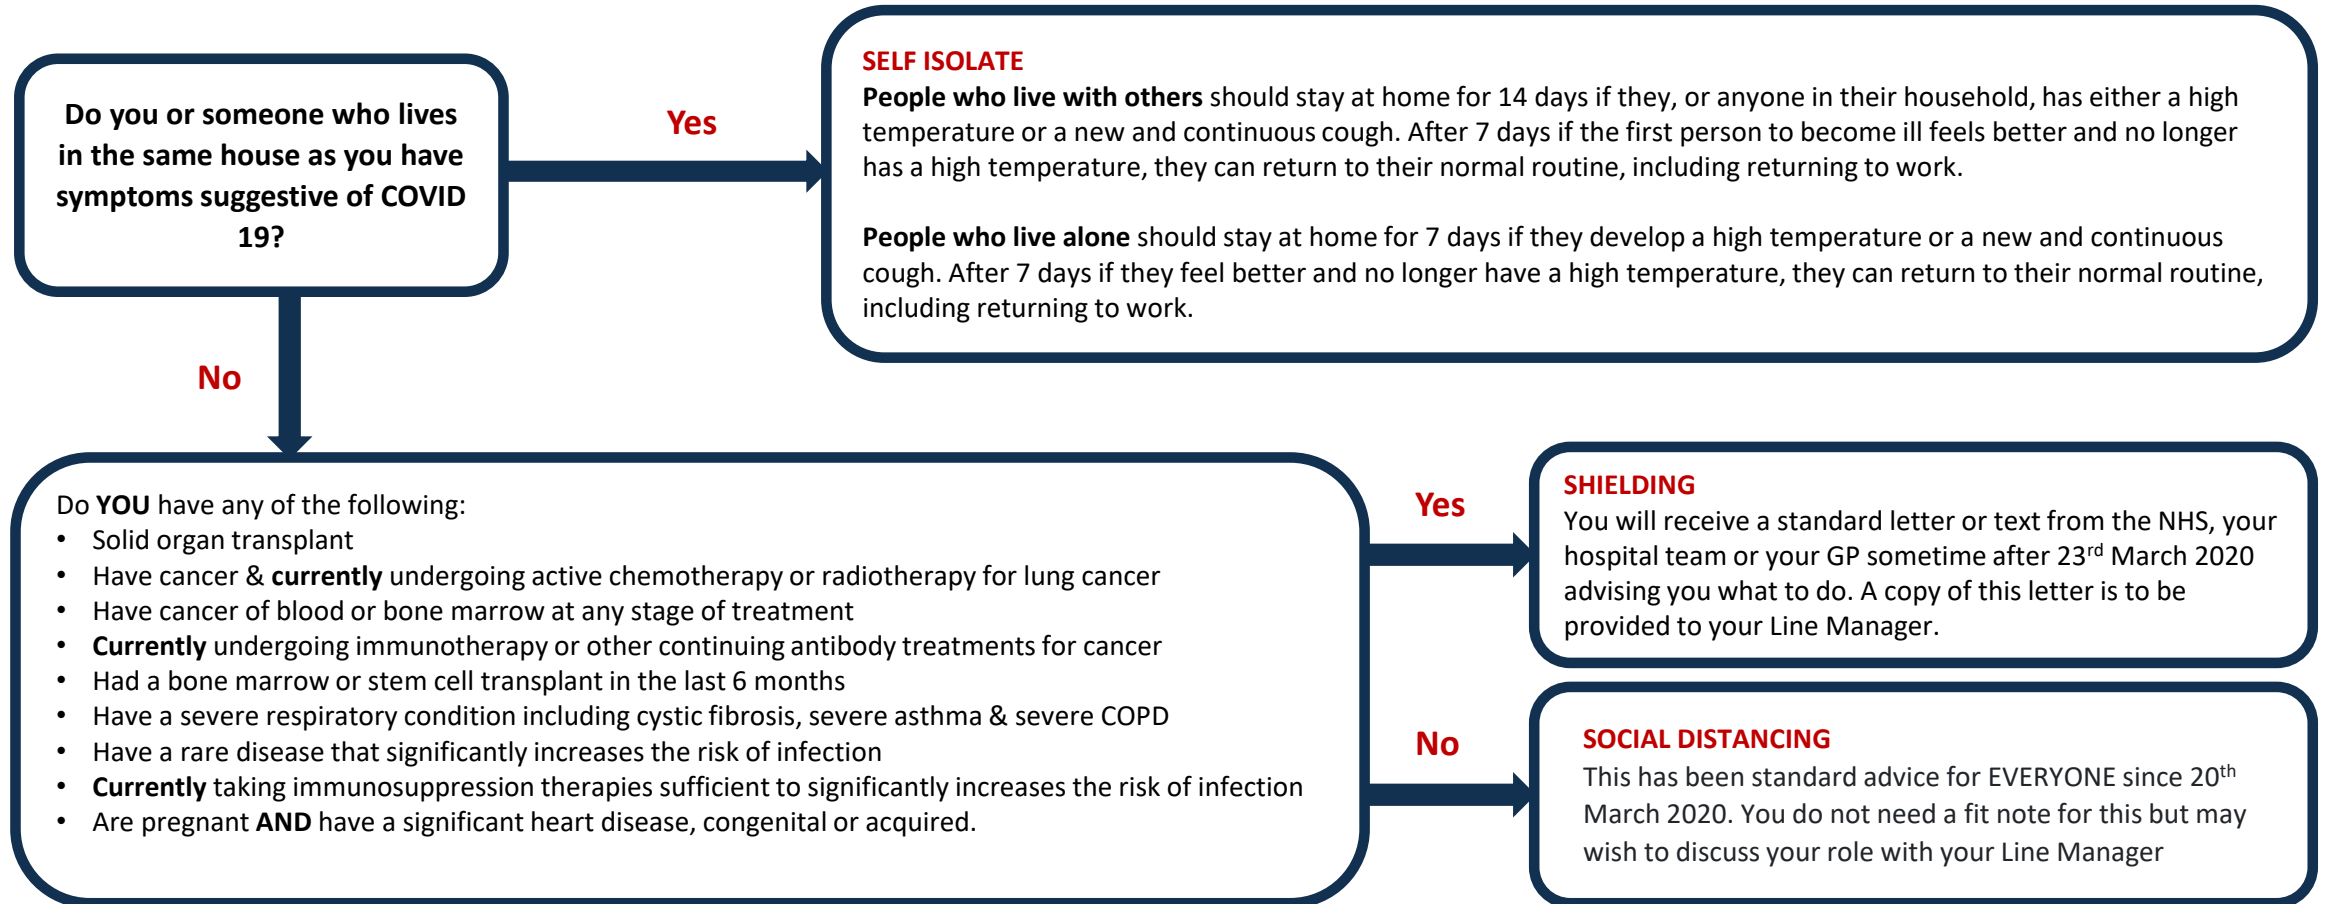 Do you or someone who lives
in the same house as you have
symptoms suggestive of COVID
19?
Yes
SELF ISOLATE
People who live with others should stay at home for 14 days if they, or anyone in their household, has either a high
temperature or a new and continuous cough. After 7 days if the first person to become ill feels better and no longer
has a high temperature, they can return to their normal routine, including returning to work.
People who live alone should stay at home for 7 days if they develop a high temperature or a new and continuous
cough. After 7 days if they feel better and no longer have a high temperature, they can return to their normal routine,
including returning to work.
No
Do YOU have any of the following:
• Solid organ transplant
• Have cancer & currently undergoing active chemotherapy or radiotherapy for lung cancer
• Have cancer of blood or bone marrow at any stage of treatment
• Currently undergoing immunotherapy or other continuing antibody treatments for cancer
• Had a bone marrow or stem cell transplant in the last 6 months
• Have a severe respiratory condition including cystic fibrosis, severe asthma & severe COPD
• Have a rare disease that significantly increases the risk of infection
• Currently taking immunosuppression therapies sufficient to significantly increases the risk of infection
• Are pregnant AND have a significant heart disease, congenital or acquired.
Yes
SHIELDING
You will receive a standard letter or text from the NHS, your
hospital team or your GP sometime after 23rd March 2020
advising you what to do. A copy of this letter is to be
provided to your Line Manager.
No
SOCIAL DISTANCING
This has been standard advice for EVERYONE since 20th
March 2020. You do not need a fit note for this but may
wish to discuss your role with your Line Manager